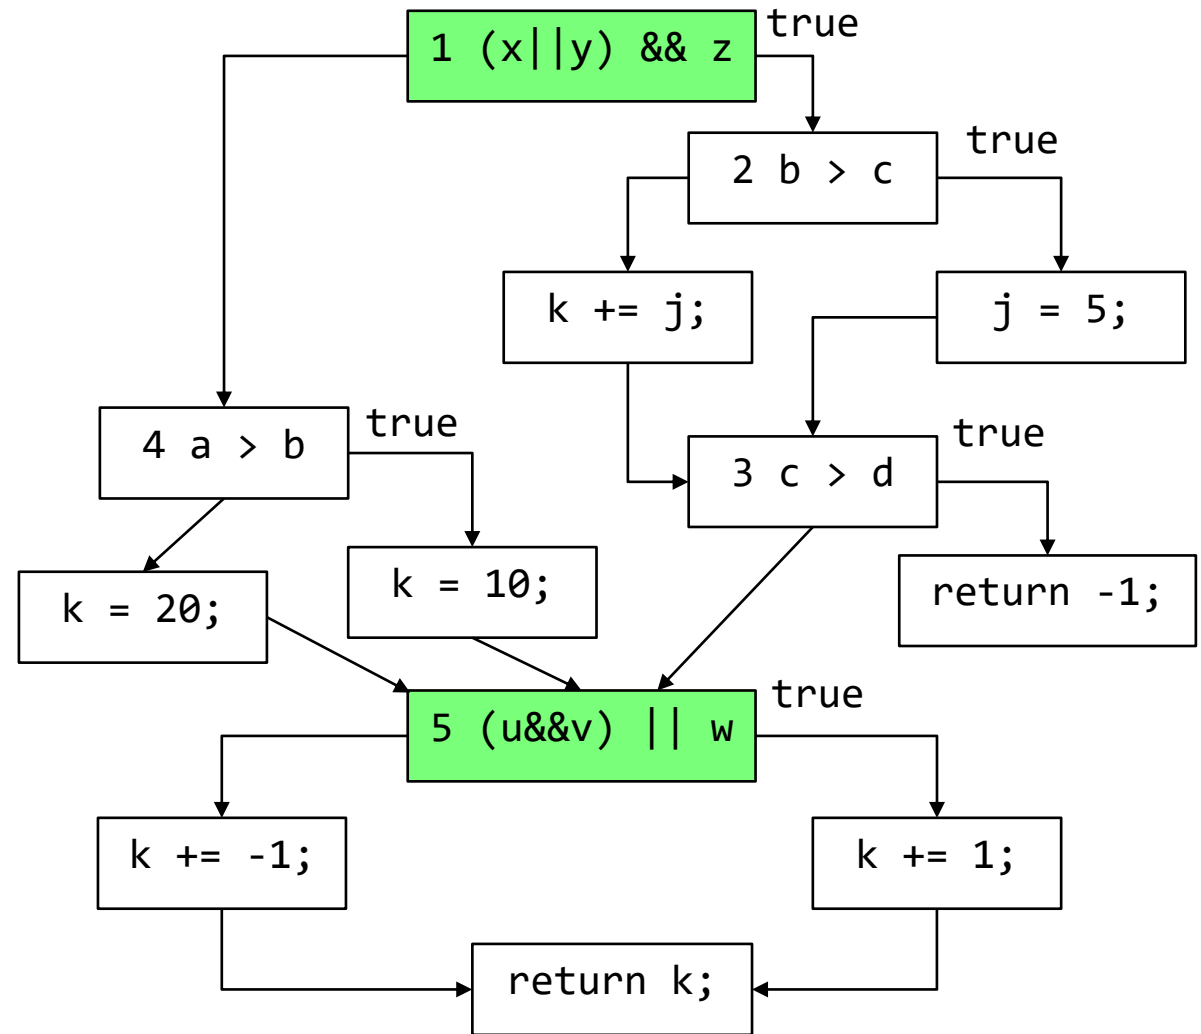 true
1 (x||y) && z
true
2 b > c
k += j;
j = 5;
true
4 a > b
true
3 c > d
k = 20;
k = 10;
return -1;
true
5 (u&&v) || w
k += -1;
k += 1;
return k;